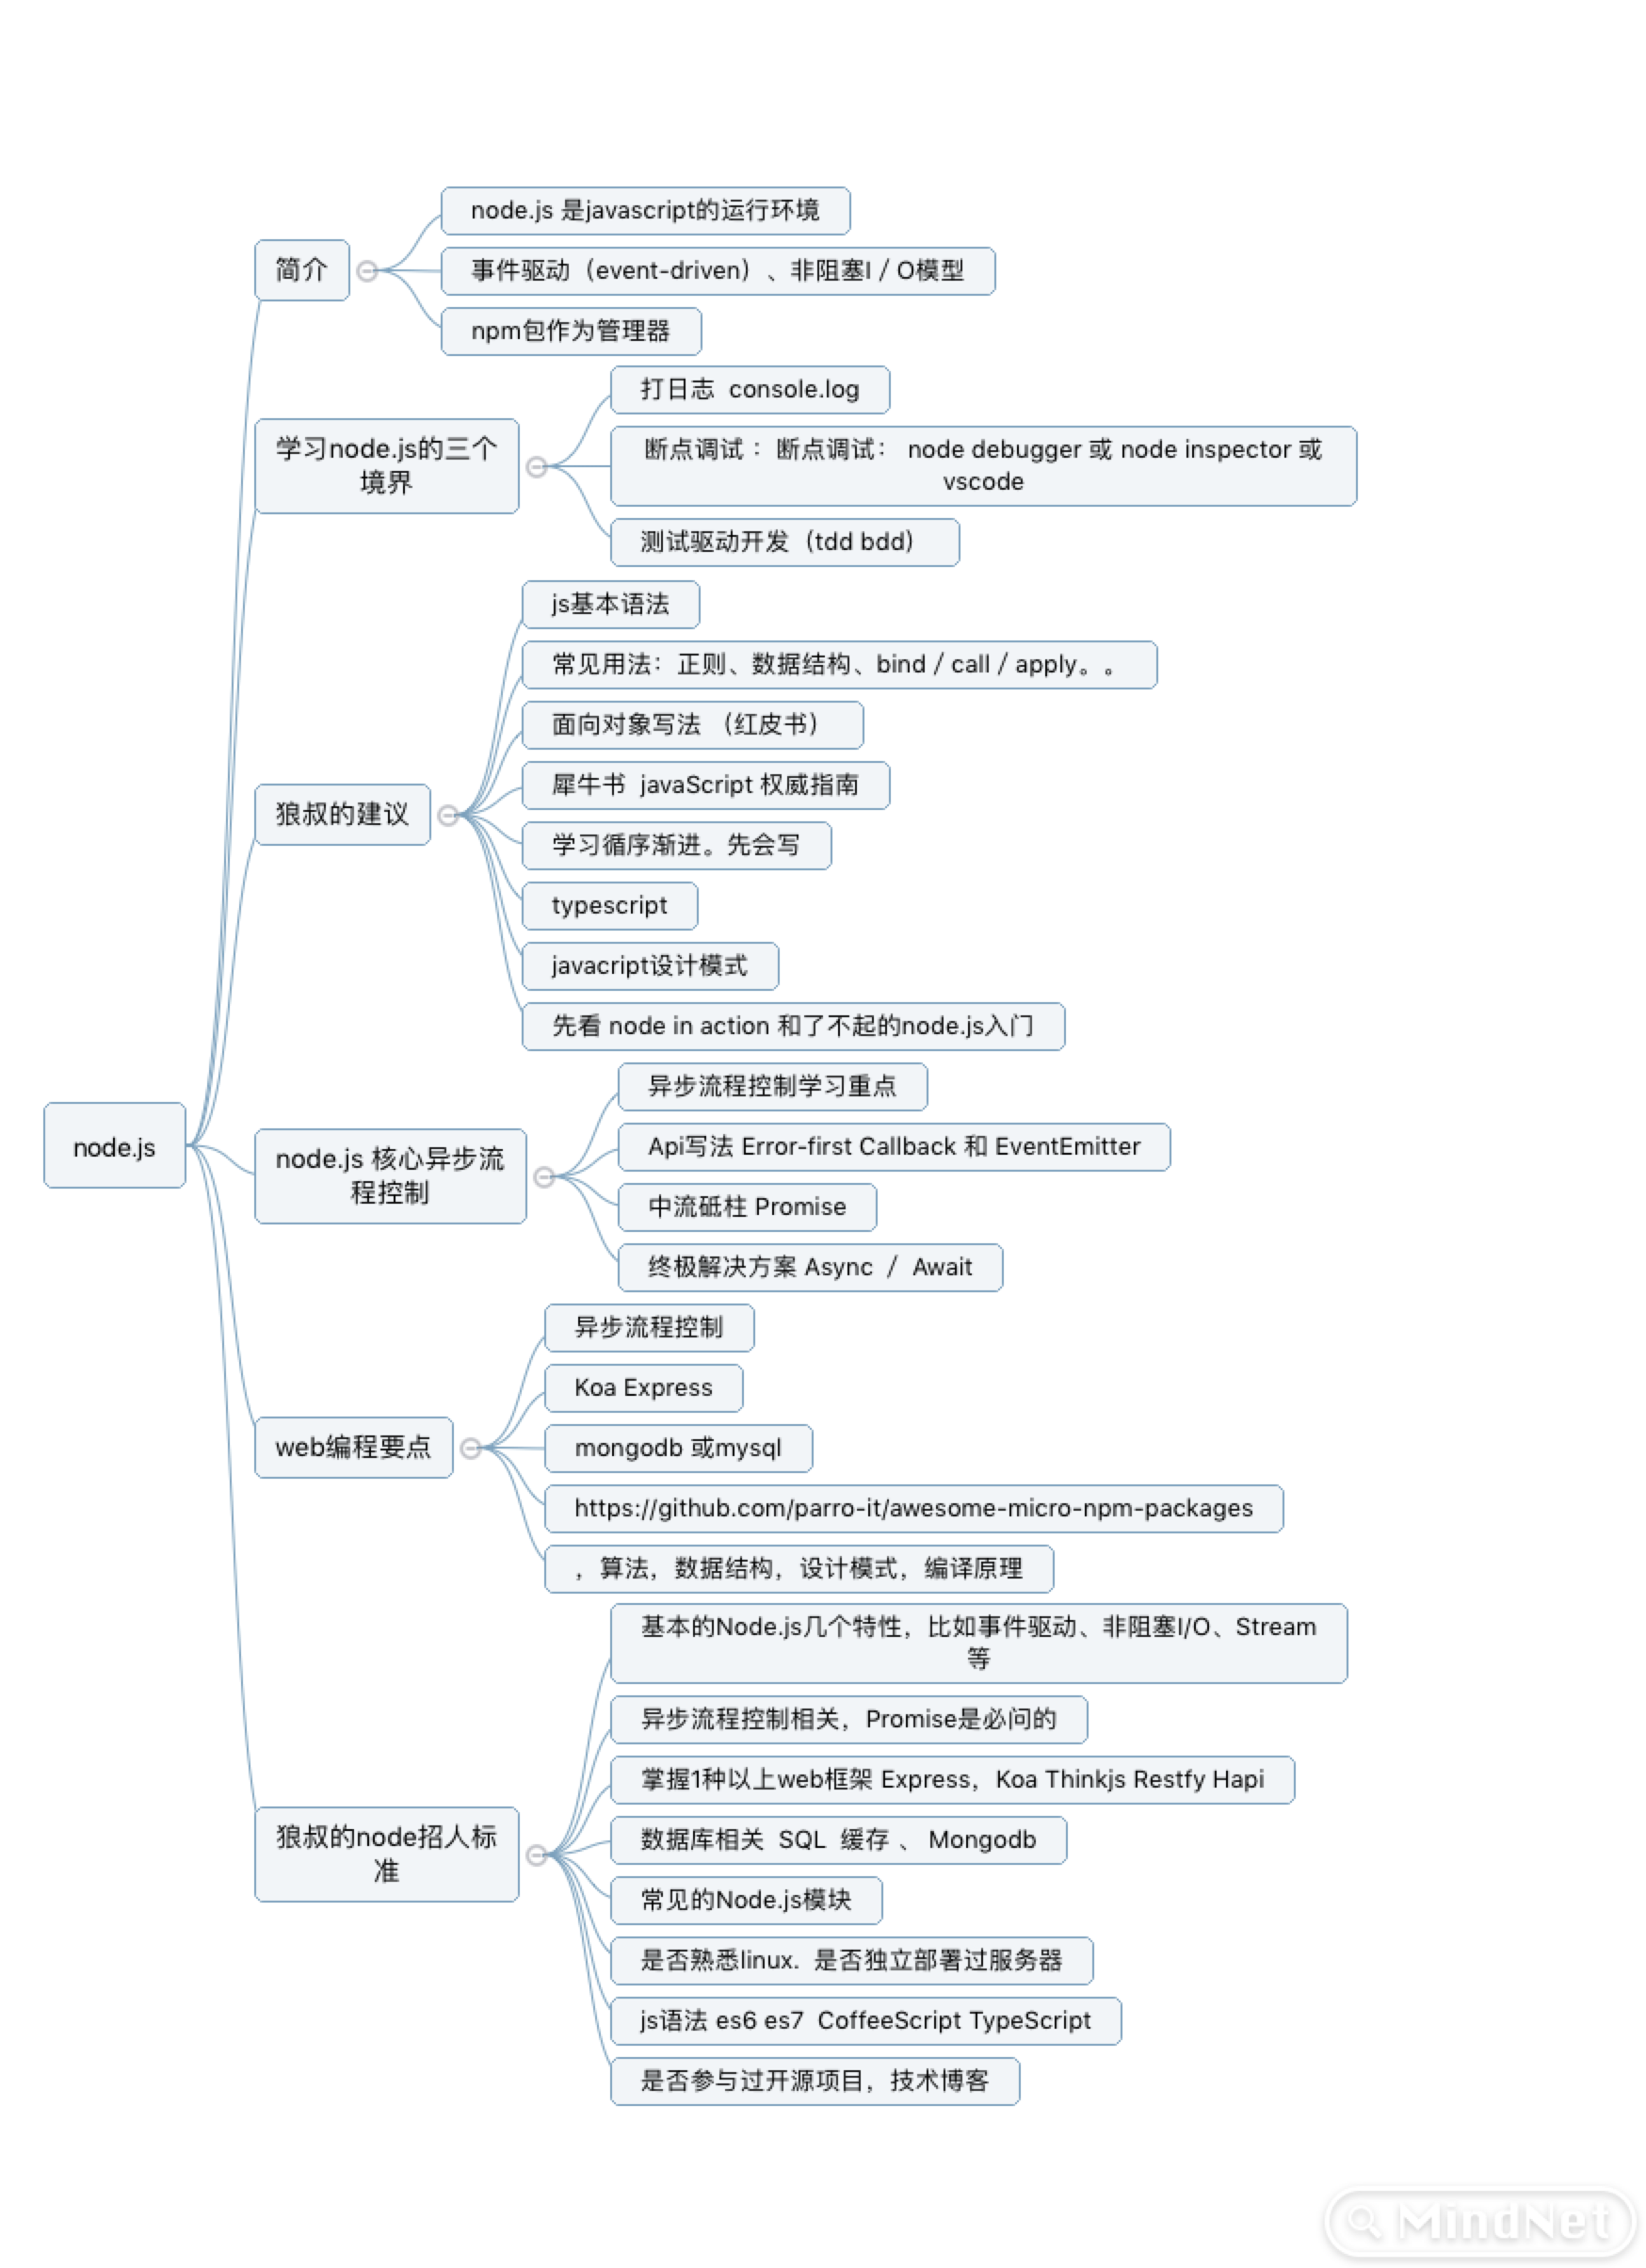 node.js
简介
node.js 是javascript的运行环境
事件驱动（event-driven）、非阻塞I / O模型
npm包作为管理器
学习node.js的三个
境界
打日志 console.log
断点调试 ：断点调试： node debugger 或 node inspector 或
vscode
测试驱动开发（tdd bdd）
狼叔的建议
js基本语法
常见用法：正则、数据结构、bind / call / apply。。
面向对象写法 （红皮书）
犀牛书 javaScript 权威指南
学习循序渐进。先会写
typescript
javacript设计模式
先看 node in action 和了不起的node.js入门
node.js 核心异步流
程控制
异步流程控制学习重点
Api写法 Error-first Callback 和 EventEmitter
中流砥柱 Promise
终极解决方案 Async ／ Await
web编程要点
异步流程控制
Koa Express
mongodb 或mysql
https://github.com/parro-it/awesome-micro-npm-packages
，算法，数据结构，设计模式，编译原理
狼叔的node招人标
准
基本的Node.js几个特性，比如事件驱动、非阻塞I/O、Stream
等
异步流程控制相关，Promise是必问的
掌握1种以上web框架 Express，Koa Thinkjs Restfy Hapi
数据库相关 SQL 缓存 、 Mongodb
常见的Node.js模块
是否熟悉linux. 是否独立部署过服务器
js语法 es6 es7 CoffeeScript TypeScript
是否参与过开源项目，技术博客
MindNet